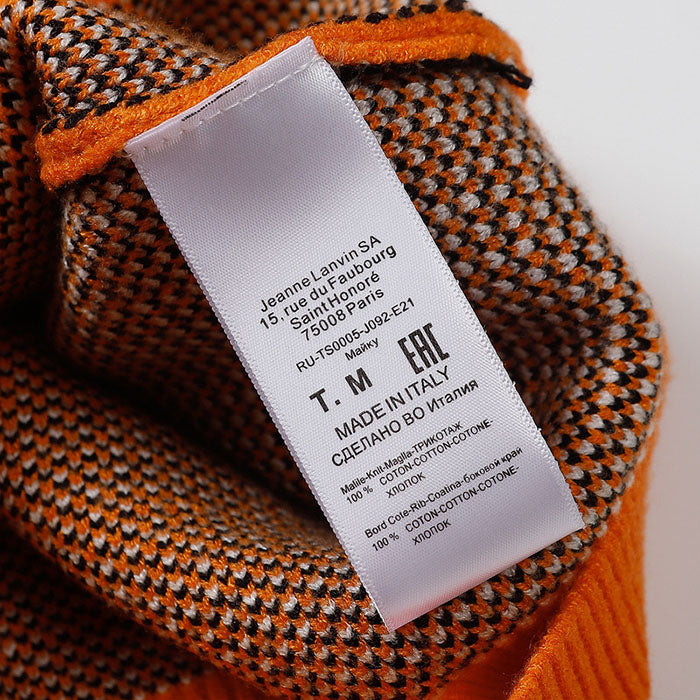 Jeanne Lanvin SA
15, rue du Faubourg
Saint Honoré
75008 Paris
RU-TS0005-J092-E21
Майку
T. M EAC
MADE IN ITALY
СДЕЛАНО ВО Италия
Maille-Knit-Maglia-ТРИКОТАЖ
100 % COTON-COTTON-COTONE-
ХЛОПОК
Bord Cote-Rib-Coatina-боковой край
100 % COTON-COTTON-COTONE-
ХЛОПОК